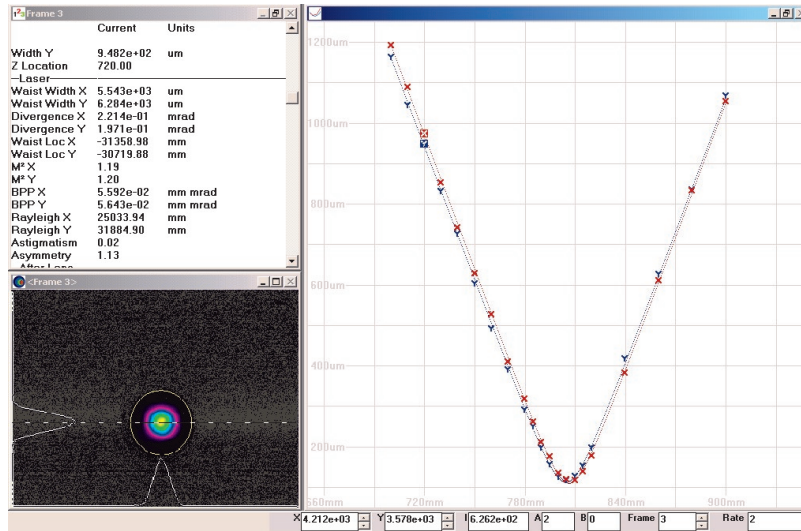 1²3 Frame 3
Current Units
Width Y 9.482e+02 um
Z Location 720.00
Laser
Waist Width X 5.543e+03 um
Waist Width Y 6.284e+03 um
Divergence X 2.214e-01 mrad
Divergence Y 1.971e-01 mrad
Waist Loc X -31358.98 mm
Waist Loc Y -30719.88 mm
M² X 1.19
M² Y 1.20
BPP X 5.592e-02 mm mrad
BPP Y 5.643e-02 mm mrad
Rayleigh X 25033.94 mm
Rayleigh Y 31884.90 mm
Astigmatism 0.02
Asymmetry 1.13
After Lens
<Frame 3>
1200um
1000um
800um
600um
400um
200um
660mm 720mm 780mm 840mm 900mm
X 4.212e+03 Y 3.578e+03 I 6.262e+02 A 2 B 0 Frame 3 Rate 2